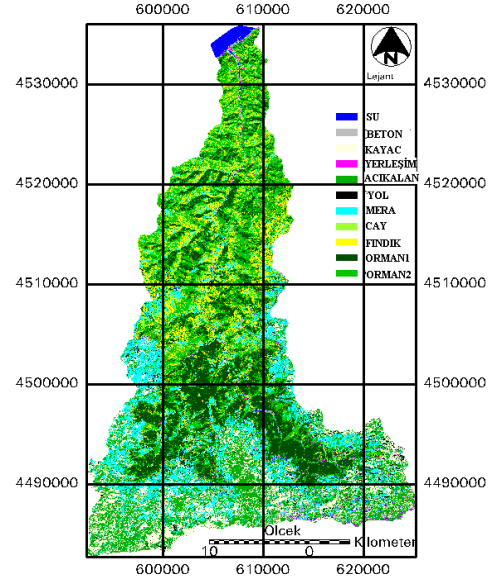 600000 610000 620000
N
Lejant
4530000 4530000
SU
BETON
KAYAC
YERLEŞİM
ACIKALAN
YOL
MERA
CAY
FINDIK
ORMAN1
ORMAN2
4520000 4520000
4510000 4510000
4500000 4500000
4490000 4490000
Olcek
10 0 Kilometer
600000 610000 620000